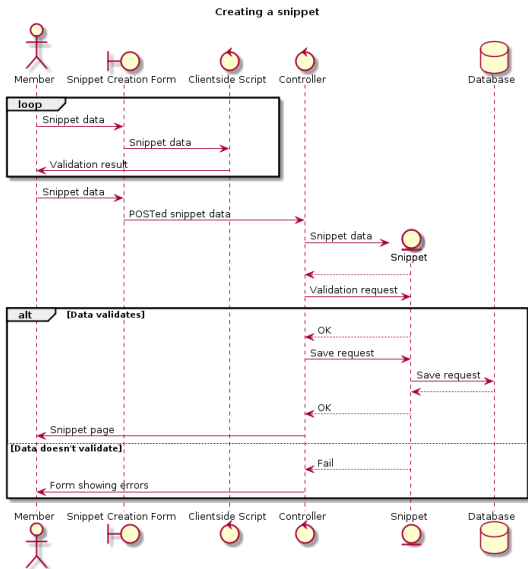 Creating a snippet
Member Snippet Creation Form Clientside Script Controller Database
loop
Snippet data
Snippet data
Validation result
Snippet data
POSTed snippet data
Snippet data
Snippet
Validation request
alt [Data validates]
OK
Save request
Save request
OK
Snippet page
[Data doesn't validate]
Fail
Form showing errors
Member Snippet Creation Form Clientside Script Controller Snippet Database